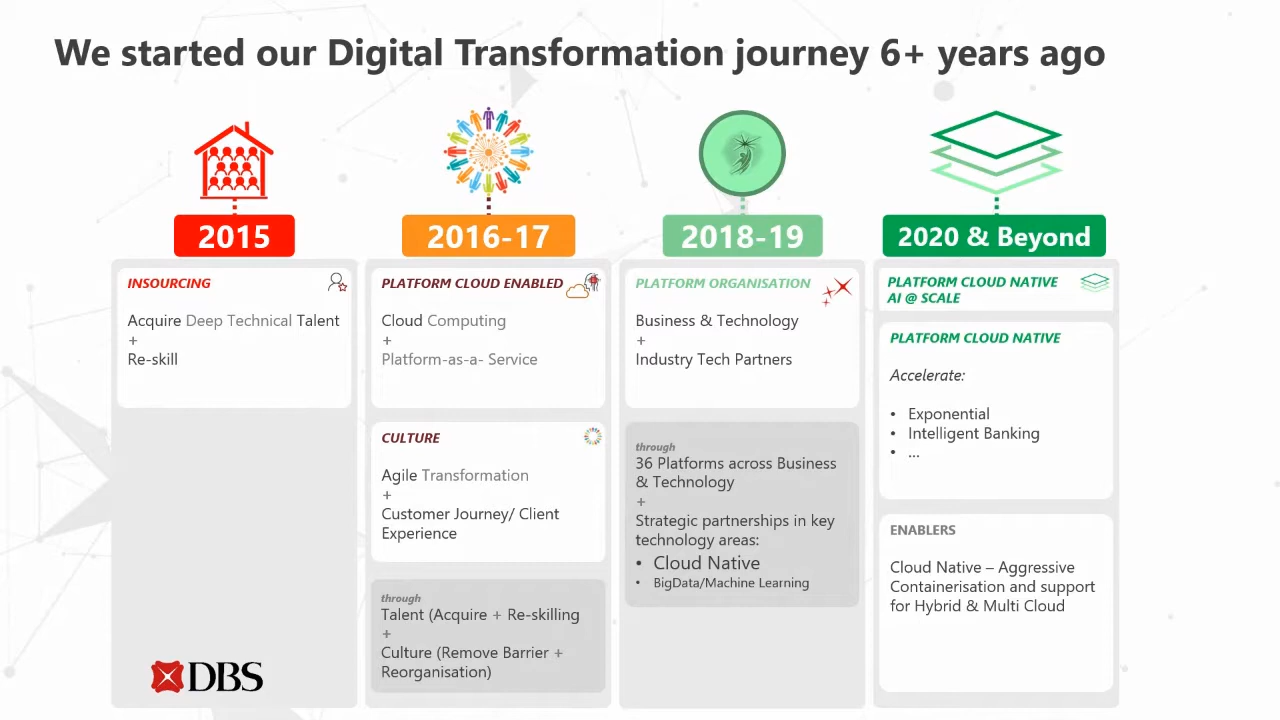 We started our Digital Transformation journey 6+ years ago
2015
INSOURCING
Acquire Deep Technical Talent
+
Re-skill
2016-17
PLATFORM CLOUD ENABLED
Cloud Computing
+
Platform-as-a- Service
CULTURE
Agile Transformation
+
Customer Journey/ Client
Experience
through
Talent (Acquire + Re-skilling
+
Culture (Remove Barrier +
Reorganisation)
2018-19
PLATFORM ORGANISATION
Business & Technology
+
Industry Tech Partners
through
36 Platforms across Business
& Technology
+
Strategic partnerships in key
technology areas:
• Cloud Native
• BigData/Machine Learning
2020 & Beyond
PLATFORM CLOUD NATIVE
AI @ SCALE
PLATFORM CLOUD NATIVE
Accelerate:
• Exponential
• Intelligent Banking
• ...
ENABLERS
Cloud Native – Aggressive
Containerisation and support
for Hybrid & Multi Cloud
DBS